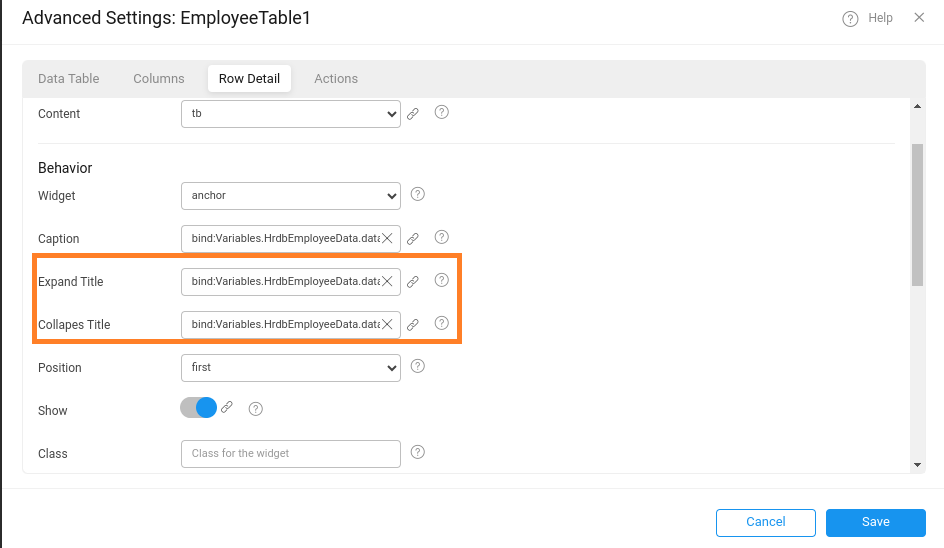 Advanced Settings: EmployeeTable1
? Help ×
Data Table Columns Row Detail Actions
Content tb ?
Behavior
Widget anchor ?
Caption bind:Variables.HrdbEmployeeData.data ?
Expand Title bind:Variables.HrdbEmployeeData.data ?
Collapes Title bind:Variables.HrdbEmployeeData.data ?
Position first ?
Show ?
Class Class for the widget ?
Cancel Save